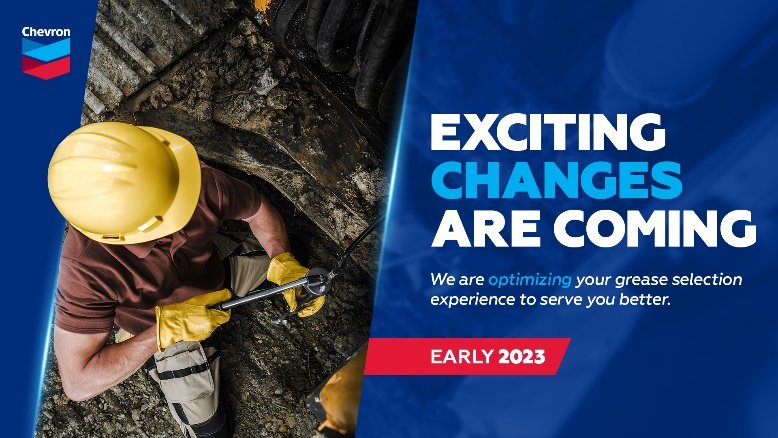 Chevron
EXCITING
CHANGES
ARE COMING
We are optimizing your grease selection
experience to serve you better.
EARLY 2023